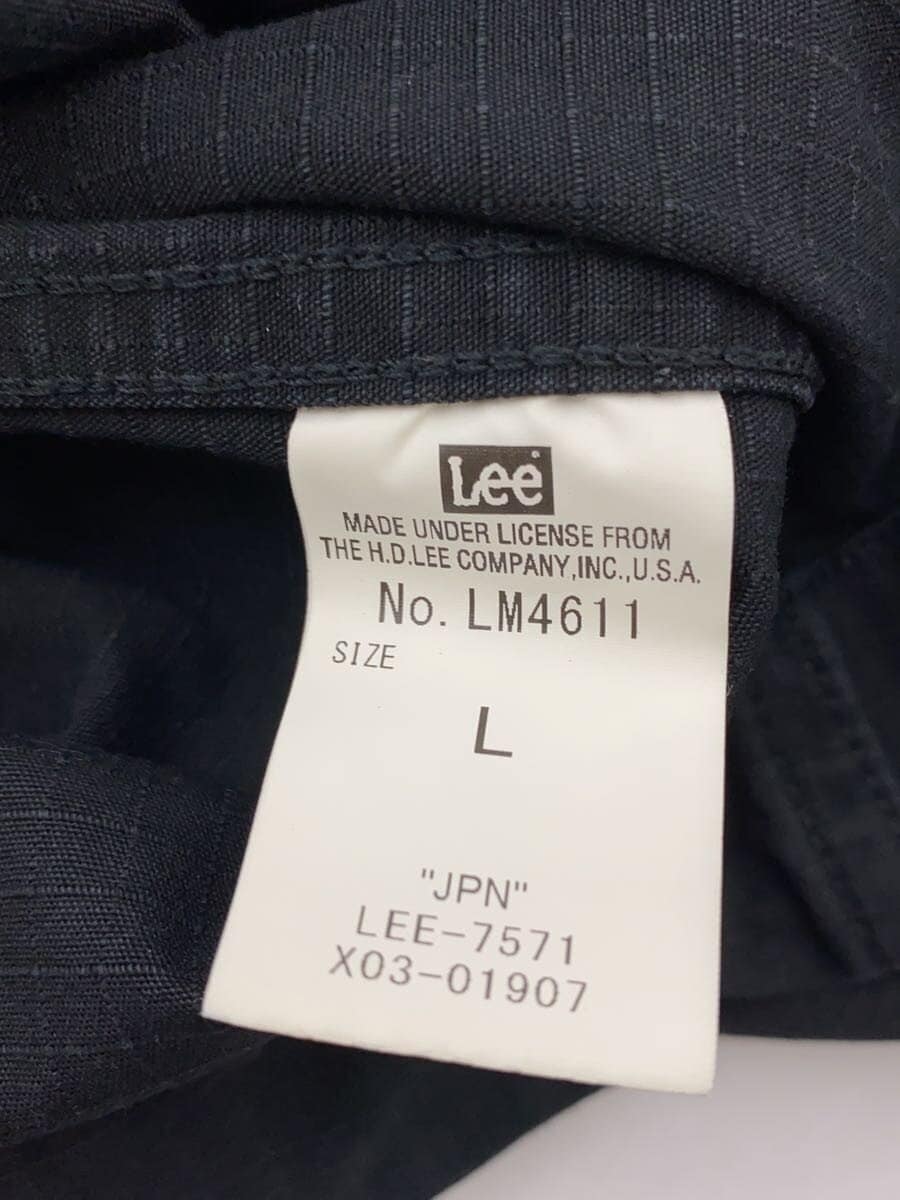 Lee
MADE UNDER LICENSE FROM
THE H.D.LEE COMPANY,INC.,U.S.A.
No. LM4611
SIZE
L
"JPN"
LEE-7571
X03-01907